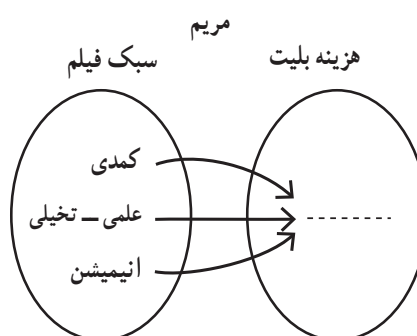 مریم
سبک فیلم
هزینه بلیت
کمدی
علمی – تخیلی
انیمیشن